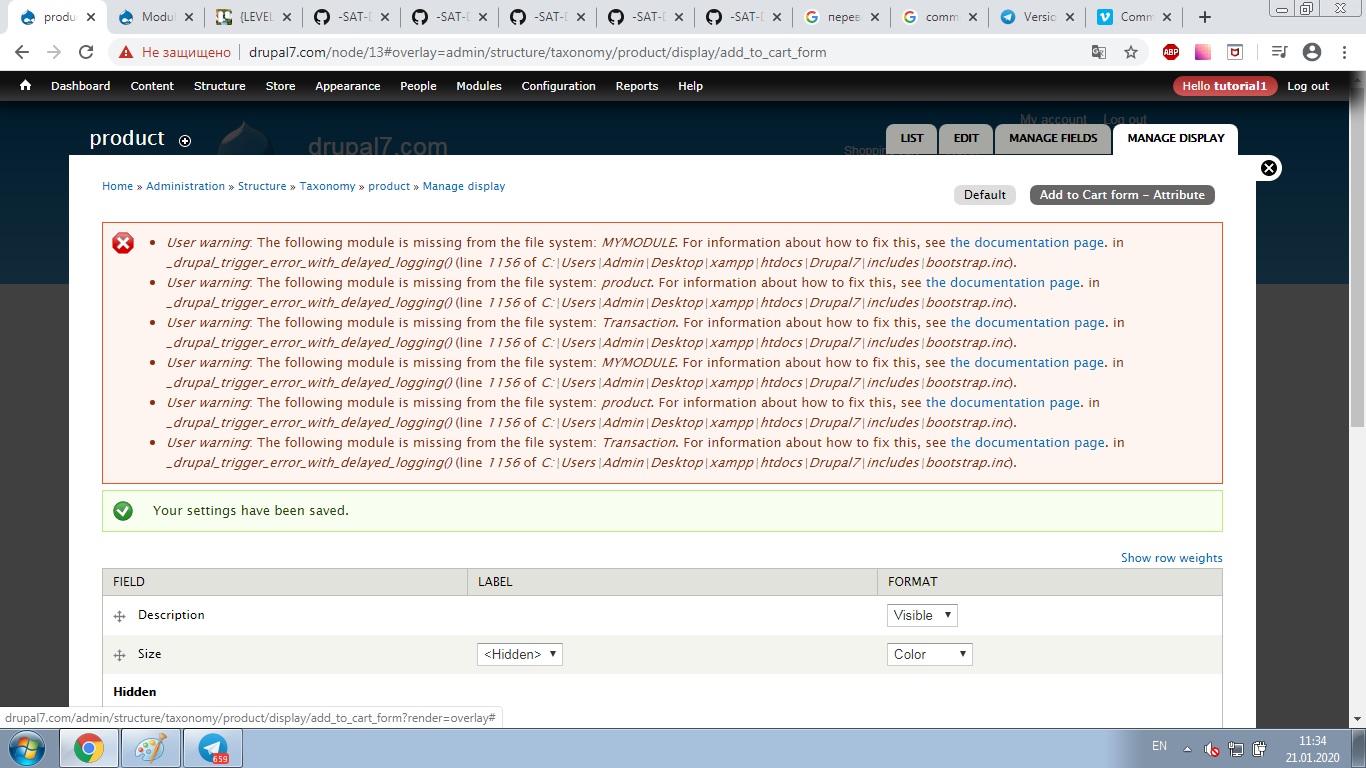 produ
Modul
{LEVEL
-SAT-D
-SAT-D
-SAT-D
-SAT-D
-SAT-D
перев
comm
Versio
Comm
Не защищено
drupal7.com/node/13#overlay=admin/structure/taxonomy/product/display/add_to_cart_form
ABP
Dashboard Content Structure Store Appearance People Modules Configuration Reports Help Hello tutorial1 Log out
My account Log out
product
drupal7.com
LIST EDIT MANAGE FIELDS MANAGE DISPLAY
Home » Administration » Structure » Taxonomy » product » Manage display
Default Add to Cart form – Attribute
User warning: The following module is missing from the file system: MYMODULE. For information about how to fix this, see the documentation page. in
_drupal_trigger_error_with_delayed_logging() (line 1156 of C:\Users\Admin\Desktop\xampp\htdocs\Drupal7\includes\bootstrap.inc).
User warning: The following module is missing from the file system: product. For information about how to fix this, see the documentation page. in
_drupal_trigger_error_with_delayed_logging() (line 1156 of C:\Users\Admin\Desktop\xampp\htdocs\Drupal7\includes\bootstrap.inc).
User warning: The following module is missing from the file system: Transaction. For information about how to fix this, see the documentation page. in
_drupal_trigger_error_with_delayed_logging() (line 1156 of C:\Users\Admin\Desktop\xampp\htdocs\Drupal7\includes\bootstrap.inc).
User warning: The following module is missing from the file system: MYMODULE. For information about how to fix this, see the documentation page. in
_drupal_trigger_error_with_delayed_logging() (line 1156 of C:\Users\Admin\Desktop\xampp\htdocs\Drupal7\includes\bootstrap.inc).
User warning: The following module is missing from the file system: product. For information about how to fix this, see the documentation page. in
_drupal_trigger_error_with_delayed_logging() (line 1156 of C:\Users\Admin\Desktop\xampp\htdocs\Drupal7\includes\bootstrap.inc).
User warning: The following module is missing from the file system: Transaction. For information about how to fix this, see the documentation page. in
_drupal_trigger_error_with_delayed_logging() (line 1156 of C:\Users\Admin\Desktop\xampp\htdocs\Drupal7\includes\bootstrap.inc).
Your settings have been saved.
Show row weights
FIELD LABEL FORMAT
Description Visible
Size <Hidden> Color
Hidden
drupal7.com/admin/structure/taxonomy/product/display/add_to_cart_form?render=overlay#
659
EN
11:34
21.01.2020